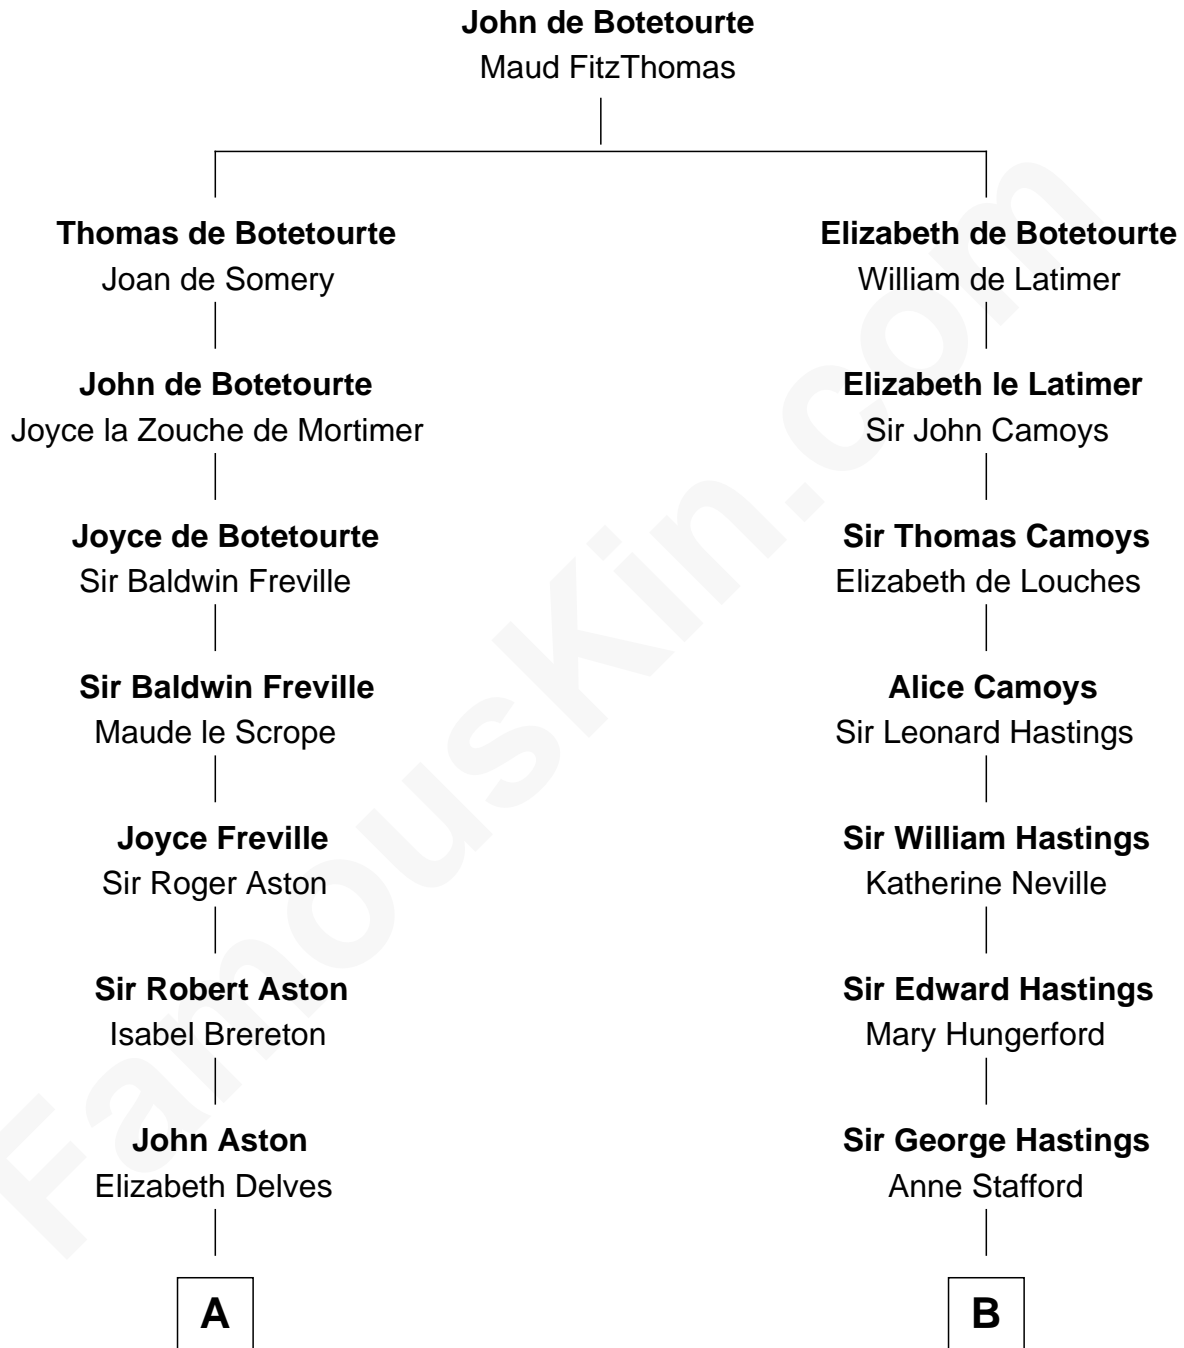 John de Botetourte
Maud FitzThomas
Thomas de Botetourte
Joan de Somery
John de Botetourte
Joyce la Zouche de Mortimer
Joyce de Botetourte
Sir Baldwin Freville
Sir Baldwin Freville
Maude le Scrope
Joyce Freville
Sir Roger Aston
Sir Robert Aston
Isabel Brereton
John Aston
Elizabeth Delves
A
Elizabeth de Botetourte
William de Latimer
Elizabeth le Latimer
Sir John Camoys
Sir Thomas Camoys
Elizabeth de Louches
Alice Camoys
Sir Leonard Hastings
Sir William Hastings
Katherine Neville
Sir Edward Hastings
Mary Hungerford
Sir George Hastings
Anne Stafford
B
FamousKin.com